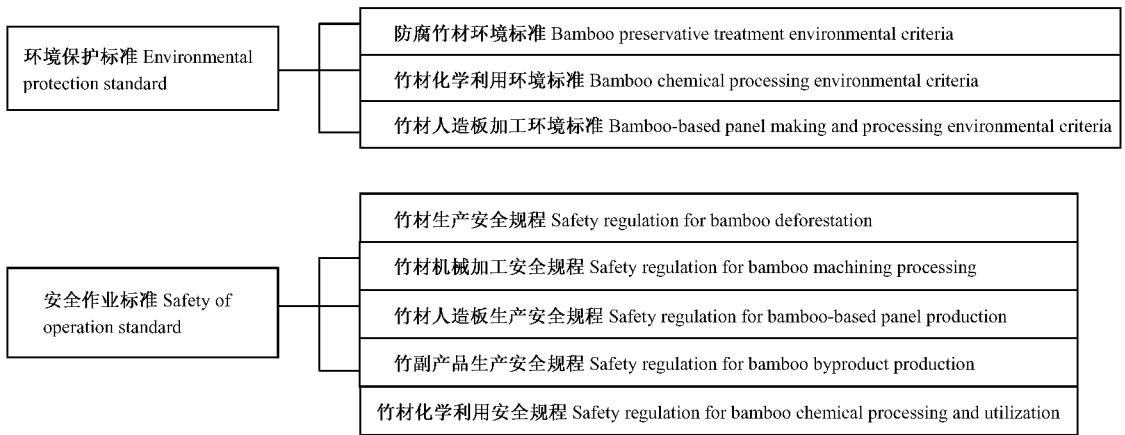 环境保护标准 Environmental
protection standard
防腐竹材环境标准 Bamboo preservative treatment environmental criteria
竹材化学利用环境标准 Bamboo chemical processing environmental criteria
竹材人造板加工环境标准 Bamboo-based panel making and processing environmental criteria
安全作业标准 Safety of
operation standard
竹材生产安全规程 Safety regulation for bamboo deforestation
竹材机械加工安全规程 Safety regulation for bamboo machining processing
竹材人造板生产安全规程 Safety regulation for bamboo-based panel production
竹副产品生产安全规程 Safety regulation for bamboo byproduct production
竹材化学利用安全规程 Safety regulation for bamboo chemical processing and utilization